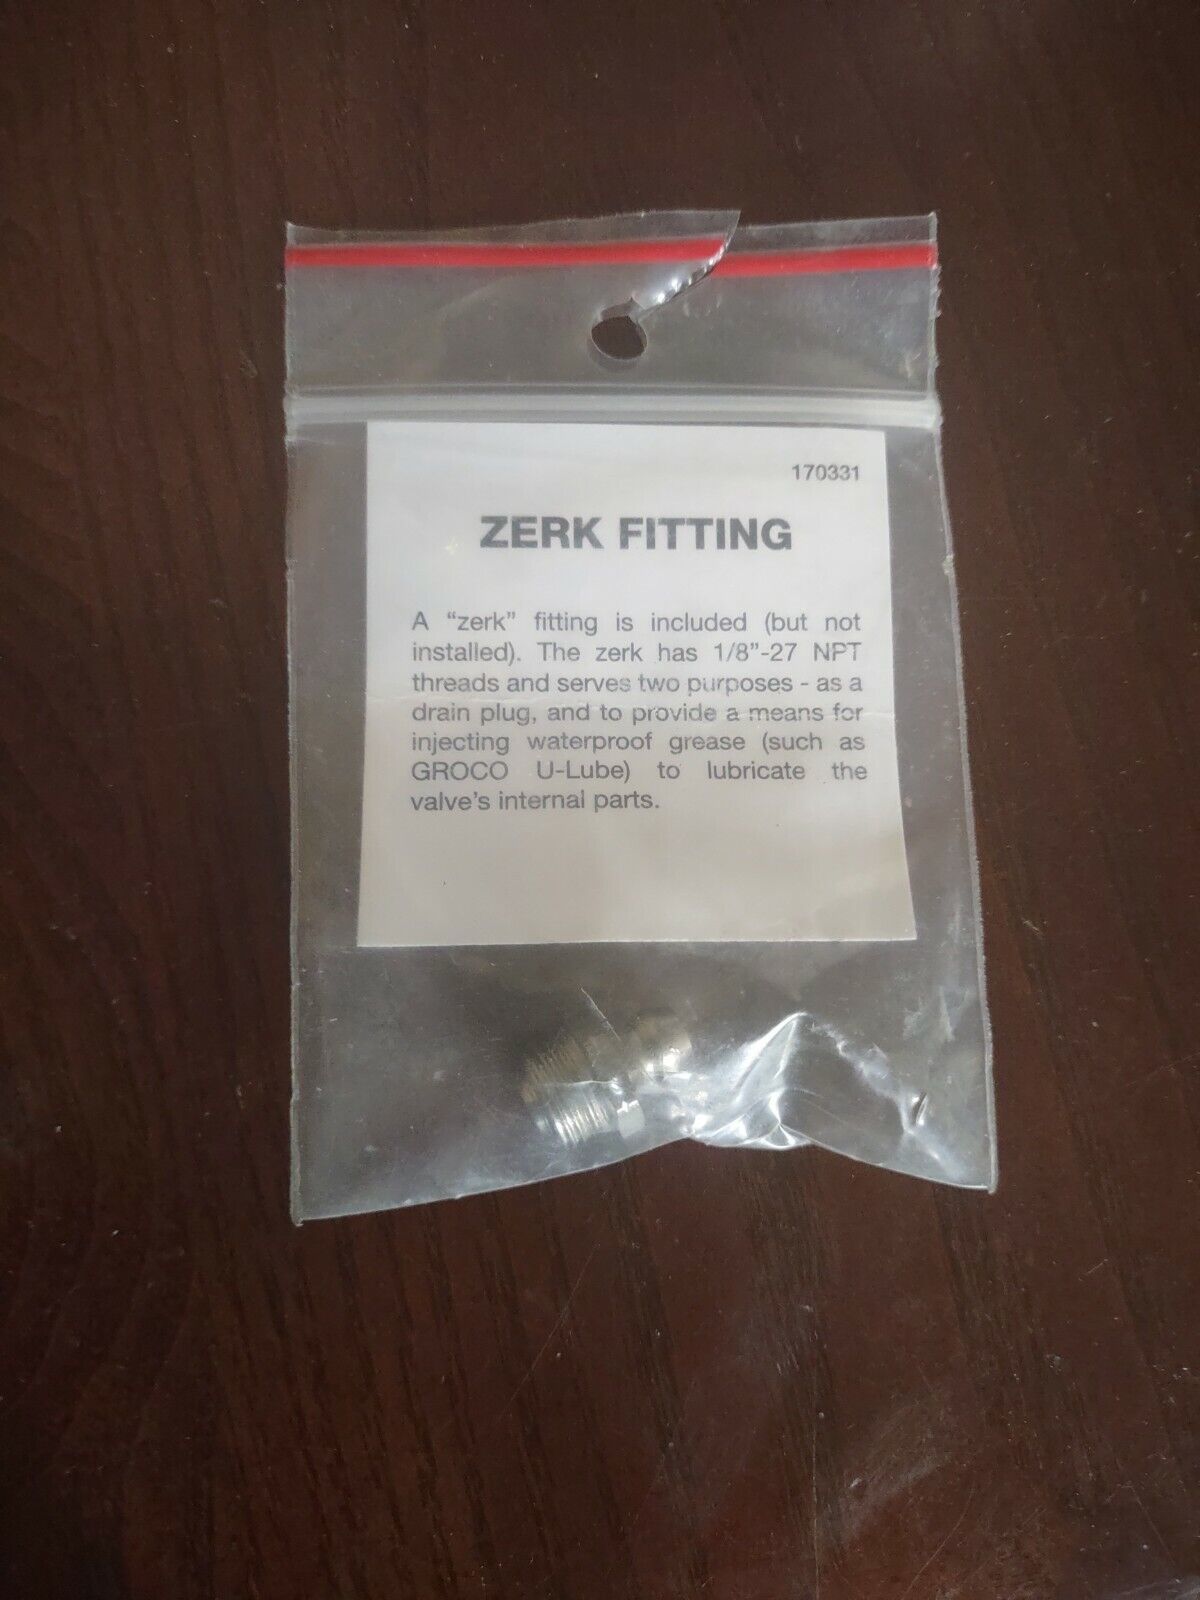 170331
ZERK FITTING
A “zerk” fitting is included (but not
installed). The zerk has 1/8”-27 NPT
threads and serves two purposes - as a
drain plug, and to provide a means for
injecting waterproof grease (such as
GROCO U-Lube) to lubricate the
valve’s internal parts.